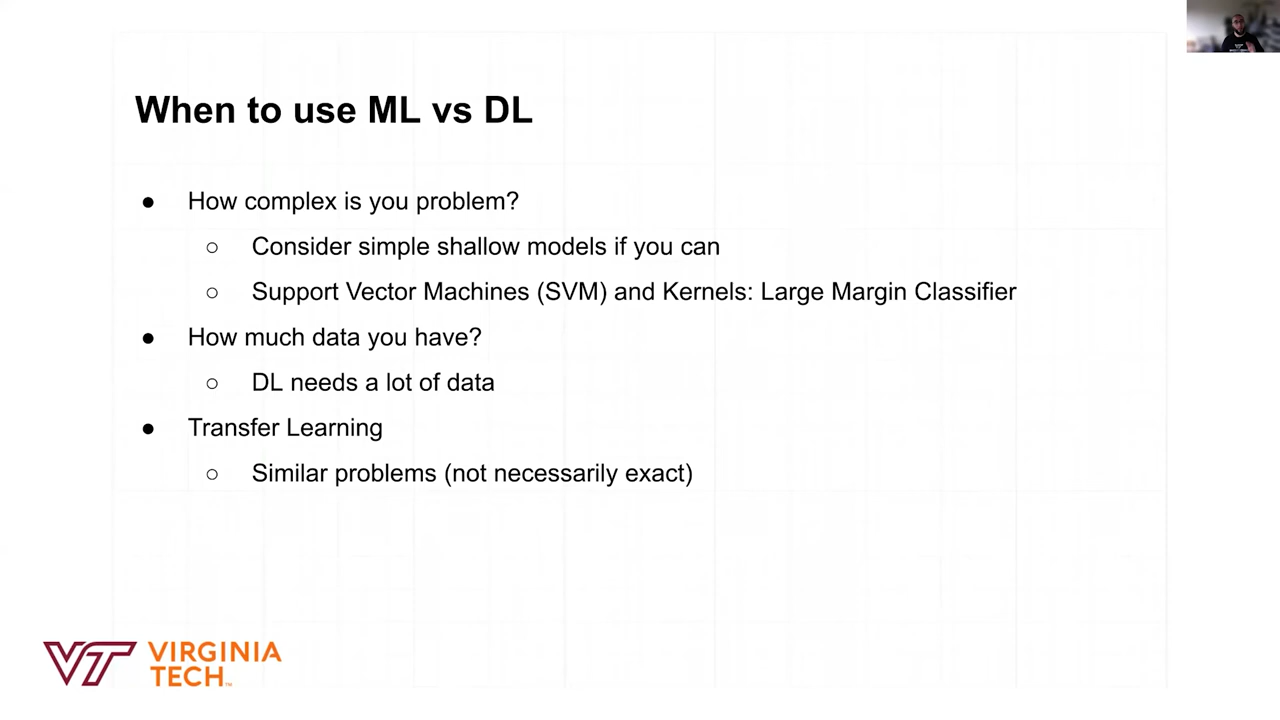 When to use ML vs DL
● How complex is you problem?
○ Consider simple shallow models if you can
○ Support Vector Machines (SVM) and Kernels: Large Margin Classifier
● How much data you have?
○ DL needs a lot of data
● Transfer Learning
○ Similar problems (not necessarily exact)
VT VIRGINIA
TECH™